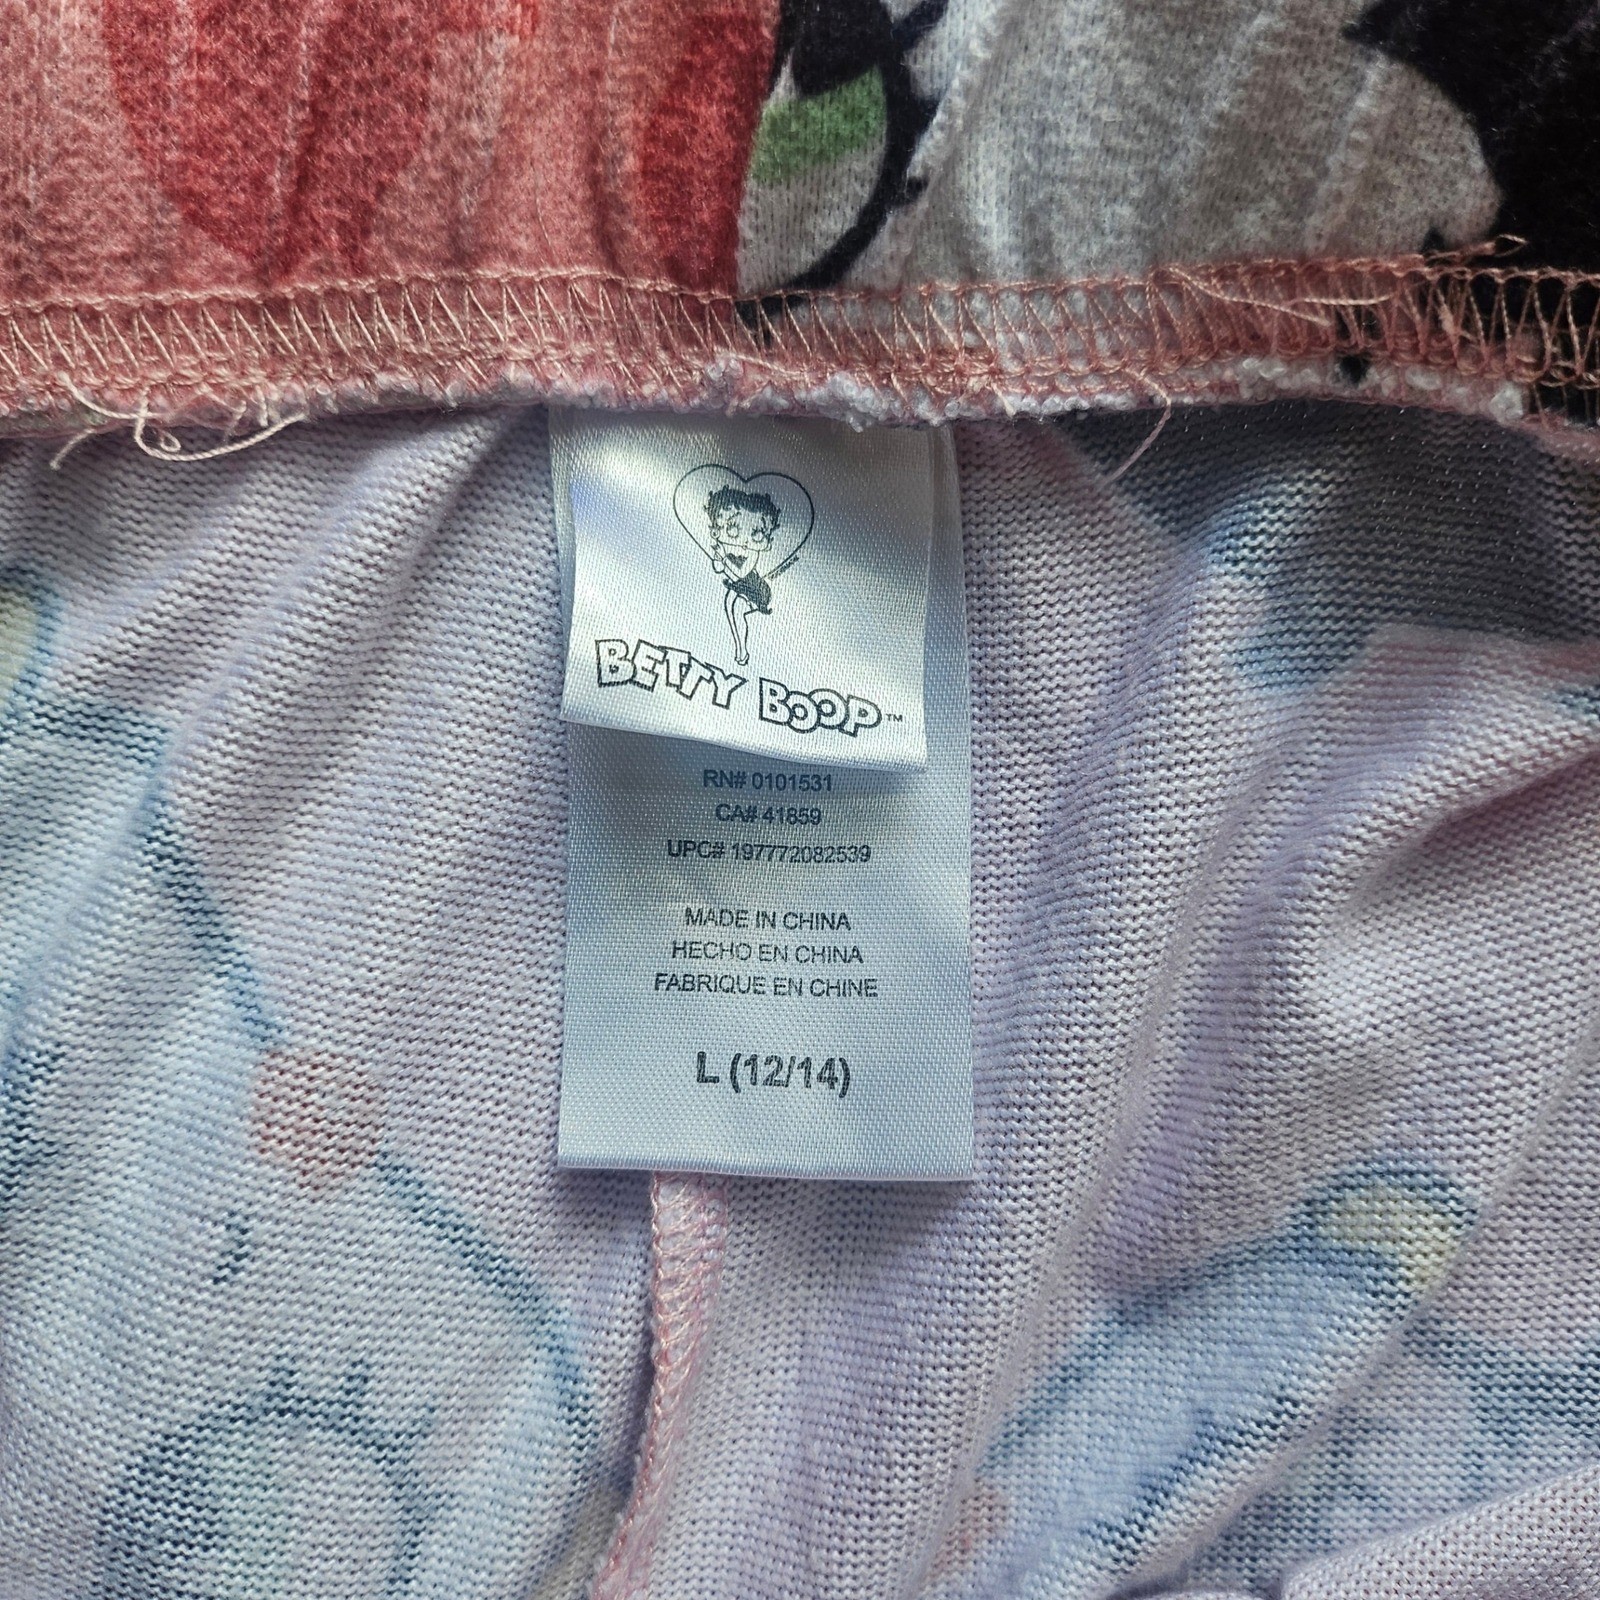 BETTY BOOP™
RN# 0101531
CA# 41859
UPC# 197772082539
MADE IN CHINA
HECHO EN CHINA
FABRIQUE EN CHINE
L (12/14)